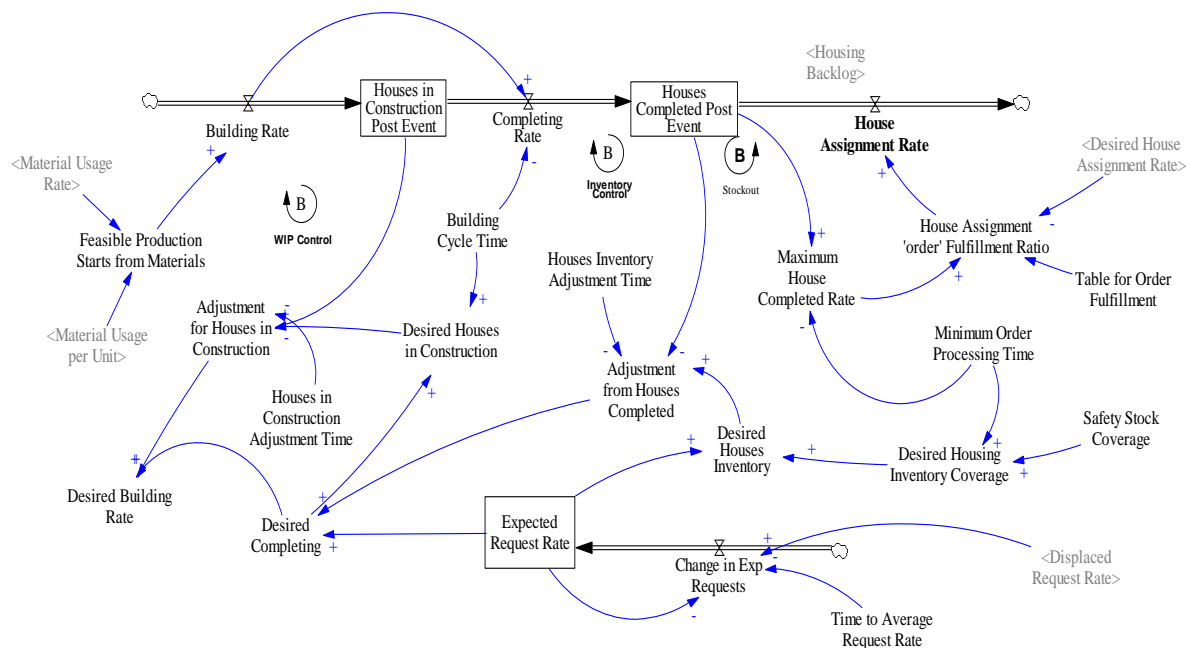 <Housing
Backlog>
Houses in
Construction
Post Event
Houses
Completed Post
Event
+
Building Rate
Completing
Rate
House
Assignment Rate
+
-
B
Inventory
Control
B
Stockout
<Desired House
Assignment Rate>
+
<Material Usage
Rate>
B
WIP Control
Building
Cycle Time
+
-
House Assignment
'order' Fulfillment Ratio
Feasible Production
Starts from Materials
Houses Inventory
Adjustment Time
+
Maximum
House
Completed Rate
+
Table for Order
Fulfillment
<Material Usage
per Unit>
Adjustment
for Houses in
Construction
-
+
-
+
Desired Houses
in Construction
-
Minimum Order
Processing Time
-
-
+
Adjustment
from Houses
Completed
Houses in
Construction
Adjustment Time
+
Safety Stock
Coverage
+
Desired
Houses
Inventory
+
+
Desired Housing
Inventory Coverage
+
+
Desired Building
Rate
+
Desired
Completing
+
Expected
Request Rate
+
-
Change in Exp
Requests
-
<Displaced
Request Rate>
Time to Average
Request Rate